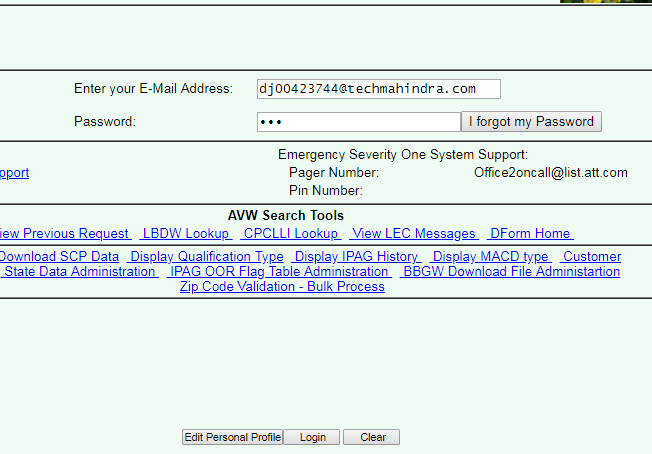 Enter your E-Mail Address: dj00423744@techmahindra.com
Password: ••• I forgot my Password
Emergency Severity One System Support:
pport Pager Number: Office2oncall@list.att.com
Pin Number:
AVW Search Tools
iew Previous Request LBDW Lookup CPCLLI Lookup View LEC Messages DForm Home
Download SCP Data Display Qualification Type Display IPAG History Display MACD type Customer
State Data Administration IPAG OOR Flag Table Administration BBGW Download File Administartion
Zip Code Validation - Bulk Process
Edit Personal Profile Login Clear